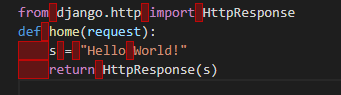 from django.http import HttpResponse
def home(request):
    s = "Hello World!"
    return HttpResponse(s)